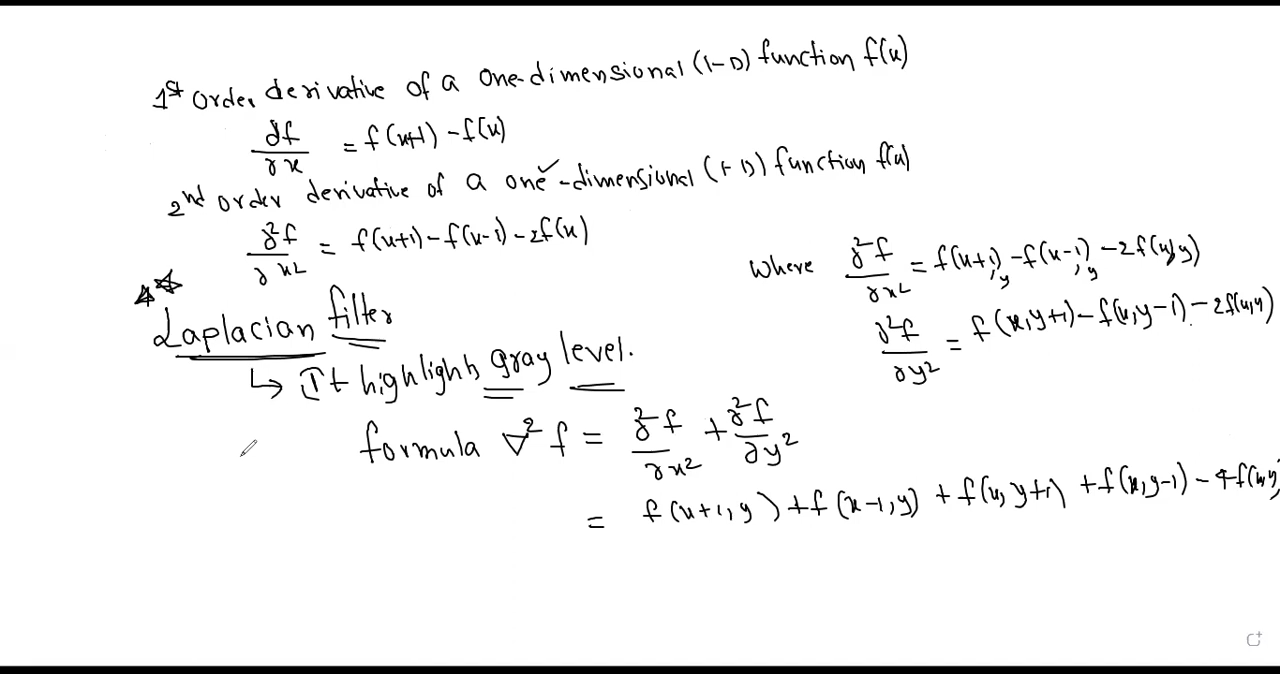 1st Order derivative of a one-dimensional (1-D) function f(x)
∂f/∂x = f(x+1) - f(x)
2nd order derivative of a one-dimensional (1-D) function f(x)
∂²f/∂x² = f(x+1) - f(x-1) - 2f(x)
Where ∂²f/∂x² = f(x+1,y) - f(x-1,y) - 2f(x,y)
∂²f/∂y² = f(x,y+1) - f(x,y-1) - 2f(x,y)
Laplacian filter
↳ It highlights gray level.
formula ∇²f = ∂²f/∂x² + ∂²f/∂y²
= f(x+1,y) + f(x-1,y) + f(x,y+1) + f(x,y-1) - 4f(x,y)